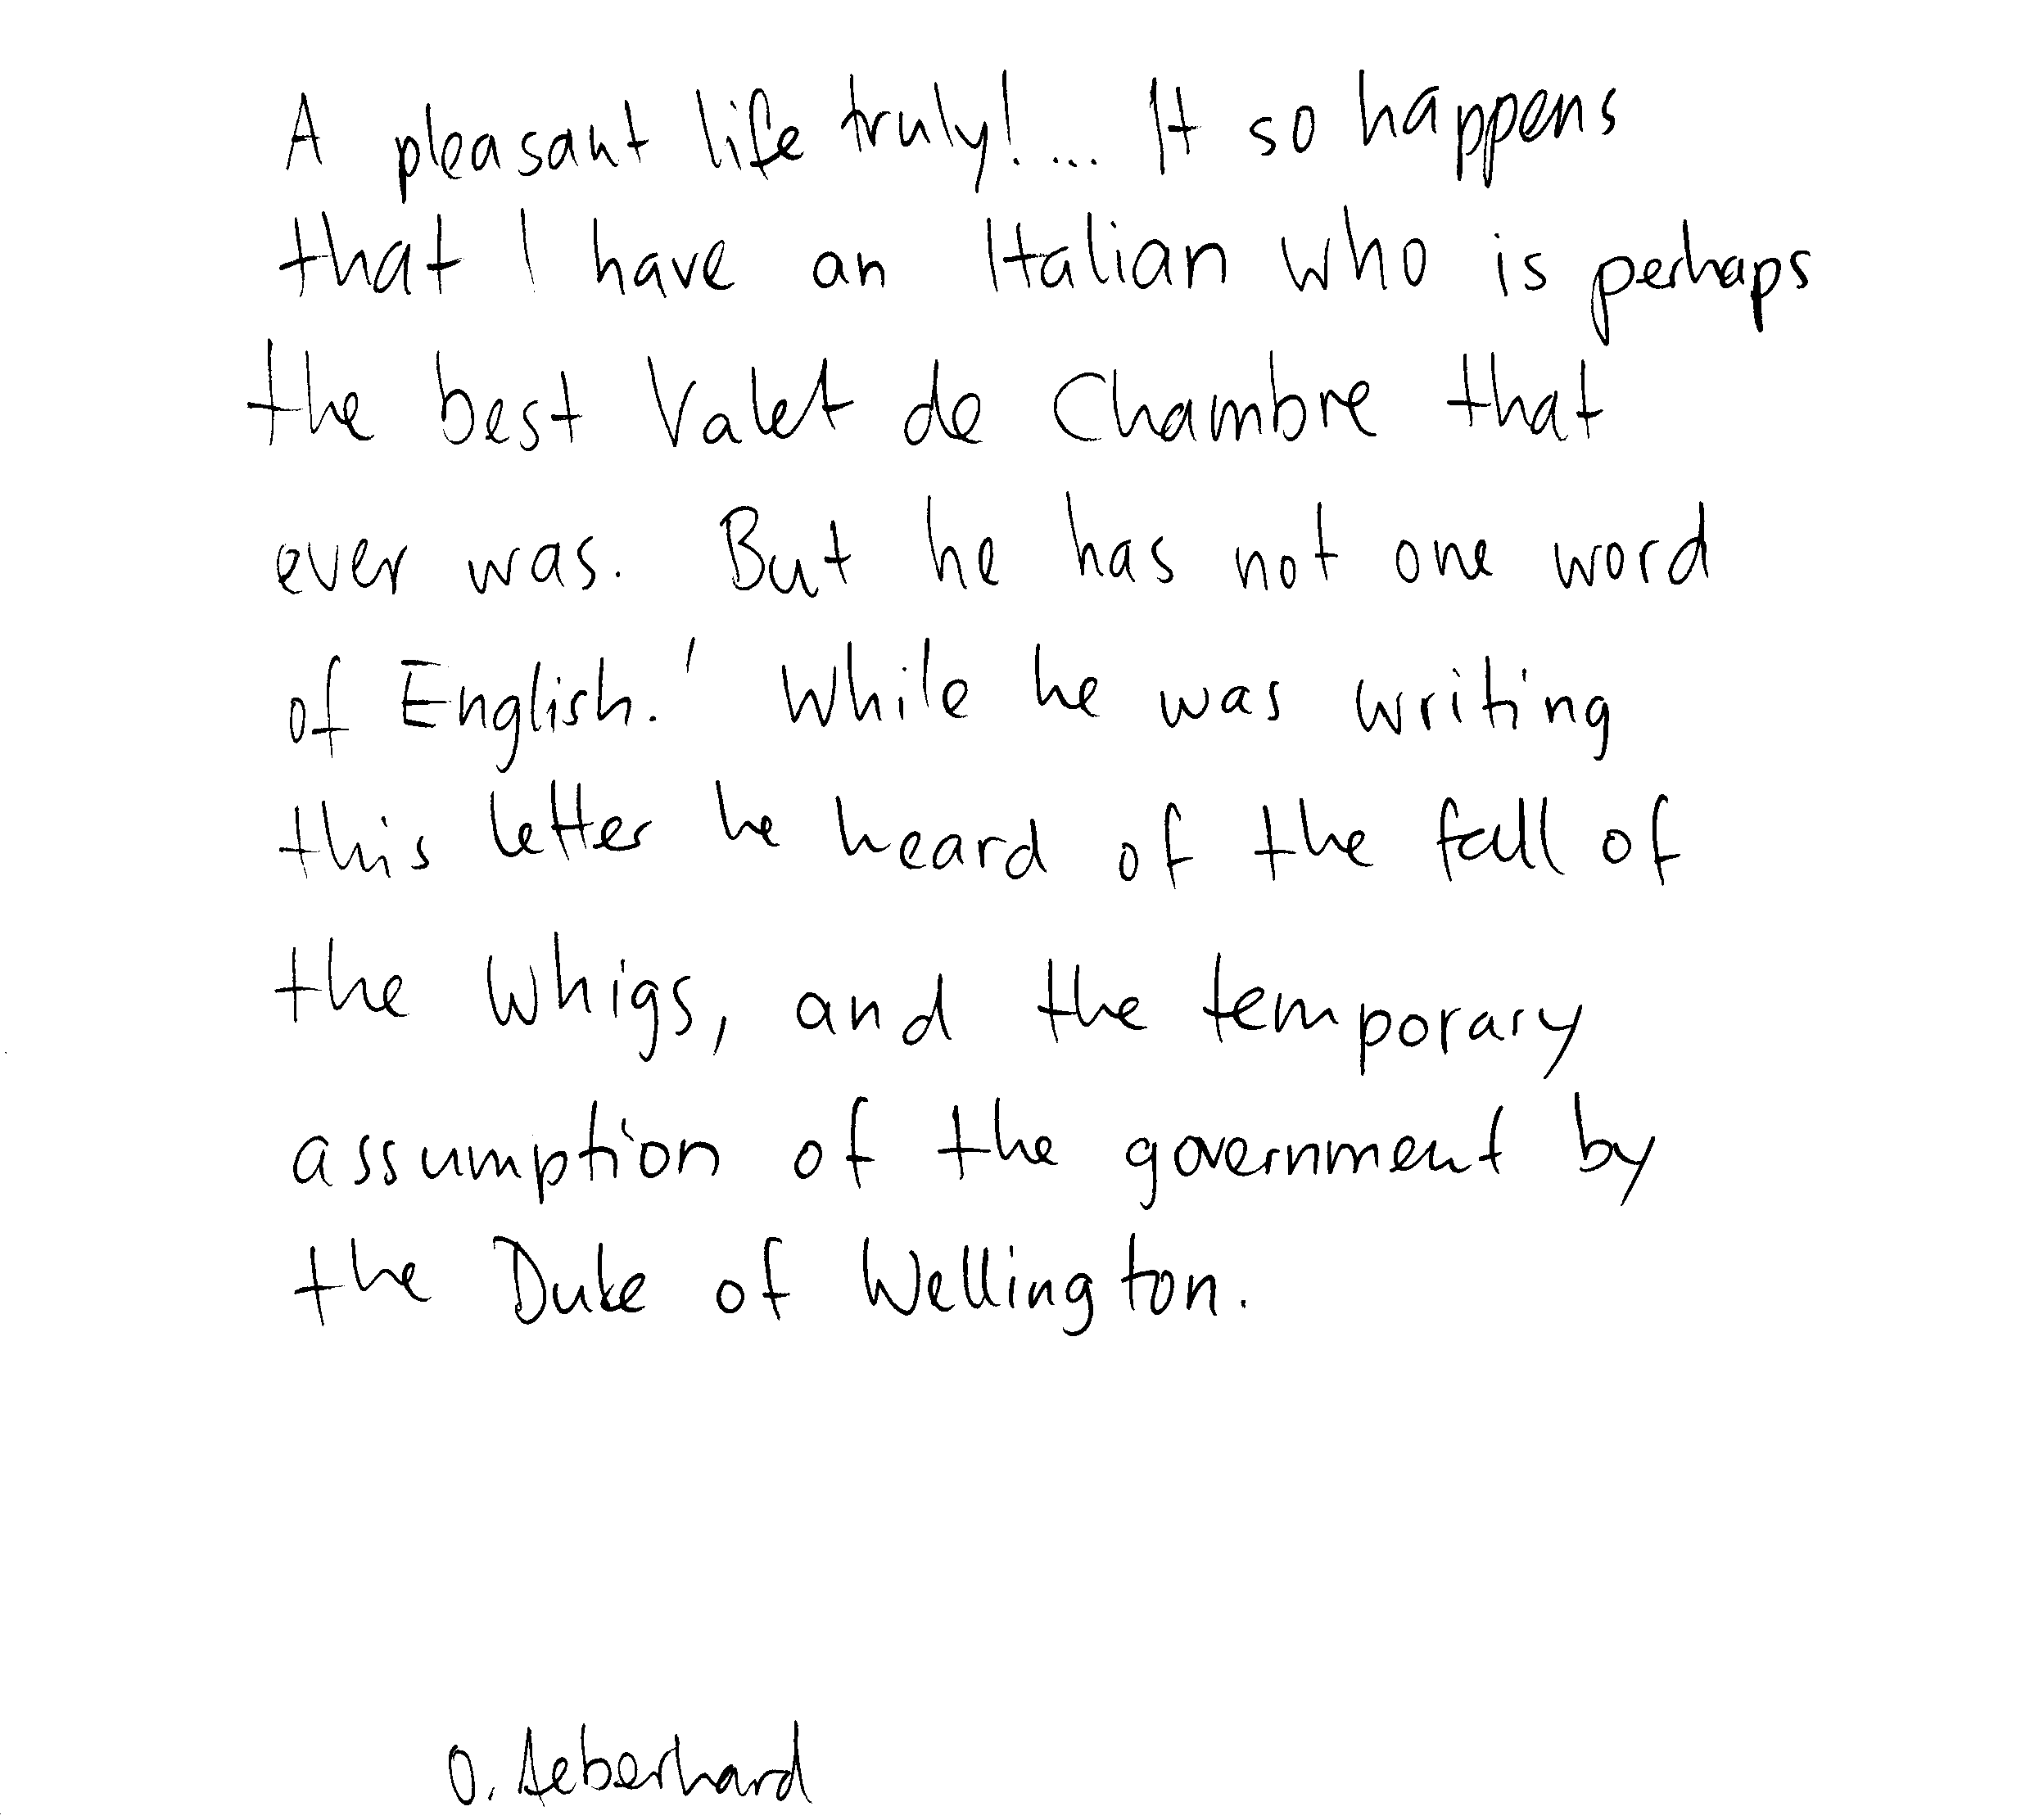 A pleasant life truly!... It so happens
that I have an Italian who is perhaps
the best Valet de Chambre that
ever was. But he has not one word
of English.' While he was writing
this letter he heard of the fall of
the Whigs, and the temporary
assumption of the government by
the Duke of Wellington.
O. Aeberhard